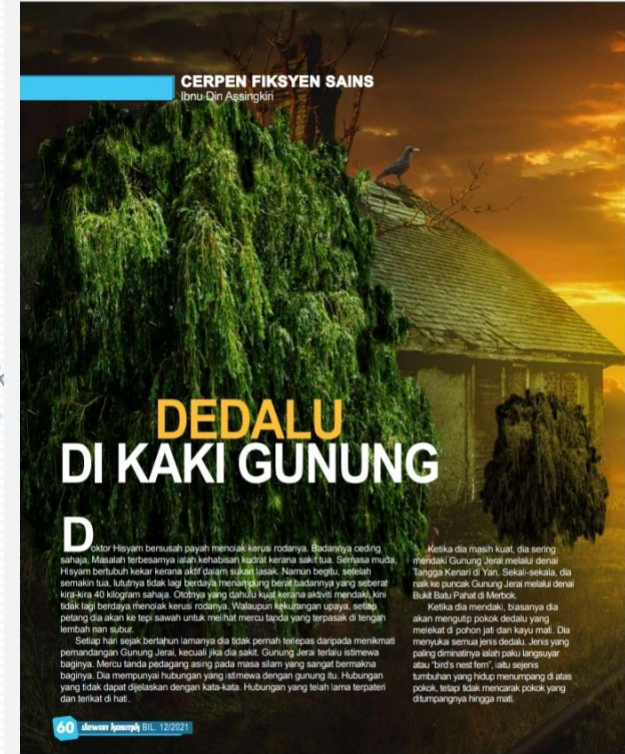 CERPEN FIKSYEN SAINS
Ibnu Din Assingkiri
DEDALU
DI KAKI GUNUNG
Doktor Hisyam bersusah payah menolak kerusi rodanya. Badannya ceding
sahaja. Masalah terbesarnya ialah kehabisan kudrat kerana sakit tua. Semasa muda,
Hisyam bertubuh kekar kerana aktif dalam sukan lasak. Namun begitu, setelah
semakin tua, lututnya tidak lagi berdaya menampung berat badannya yang seberat
kira-kira 40 kilogram sahaja. Ototnya yang dahulu kuat kerana aktiviti mendaki, kini
tidak lagi berdaya menolak kerusi rodanya. Walaupun kekurangan upaya, setiap
petang dia akan ke tepi sawah untuk melihat mercu tanda yang terpasak di tengah
lembah nan subur.
Setiap hari sejak bertahun lamanya dia tidak pernah terlepas daripada menikmati
pemandangan Gunung Jerai, kecuali jika dia sakit. Gunung Jerai terlalu istimewa
baginya. Mercu tanda pedagang asing pada masa silam yang sangat bermakna
baginya. Dia mempunyai hubungan yang istimewa dengan gunung itu. Hubungan
yang tidak dapat dijelaskan dengan kata-kata. Hubungan yang telah lama terpateri
dan terikat di hati.
Ketika dia masih kuat, dia sering
mendaki Gunung Jerai melalui denai
Tangga Kenari di Yan. Sekali-sekala, dia
naik ke puncak Gunung Jerai melalui denai
Bukit Batu Pahat di Merbok.
Ketika dia mendaki, biasanya dia
akan mengutip pokok dedalu yang
melekat di pohon jati dan kayu mati. Dia
menyukai semua jenis dedalu. Jenis yang
paling diminatinya ialah paku langsuyar
atau "bird's nest fern", iaitu sejenis
tumbuhan yang hidup menumpang di atas
pokok, tetapi tidak mencarak pokok yang
ditumpangnya hingga mati.
60 dewan kosmik BIL. 12/2021